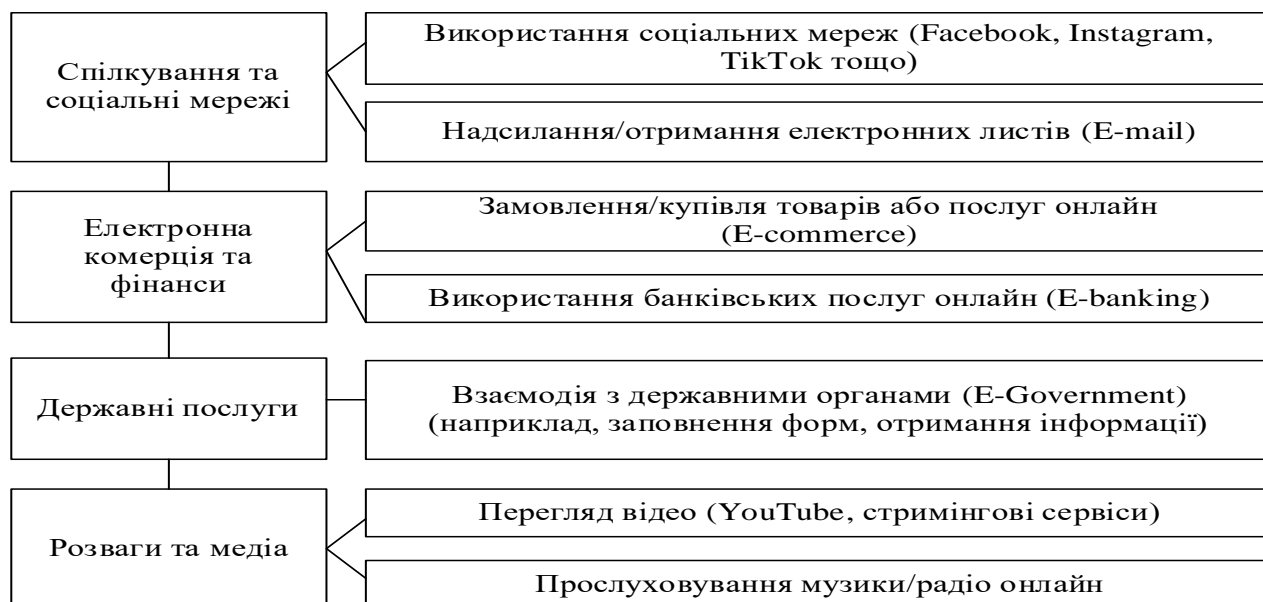 Спілкування та
соціальні мережі
Використання соціальних мереж (Facebook, Instagram,
TikTok тощо)
Надсилання/отримання електронних листів (E-mail)
Електронна
комерція та
фінанси
Замовлення/купівля товарів або послуг онлайн
(E-commerce)
Використання банківських послуг онлайн (E-banking)
Державні послуги
Взаємодія з державними органами (E-Government)
(наприклад, заповнення форм, отримання інформації)
Розваги та медіа
Перегляд відео (YouTube, стримінгові сервіси)
Прослуховування музики/радіо онлайн